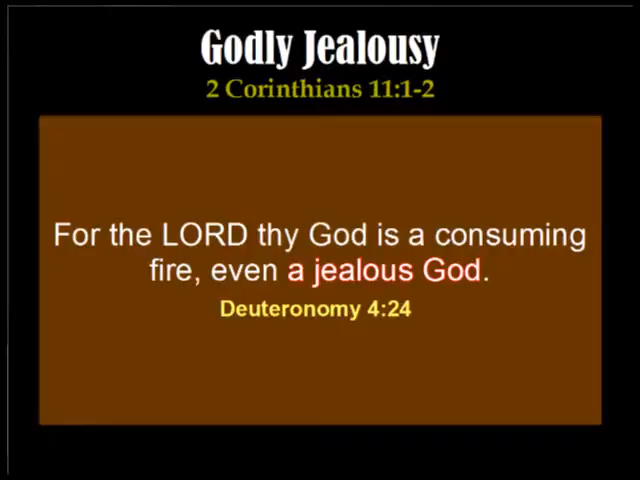 Godly Jealousy
2 Corinthians 11:1-2
For the LORD thy God is a consuming
fire, even a jealous God.
Deuteronomy 4:24